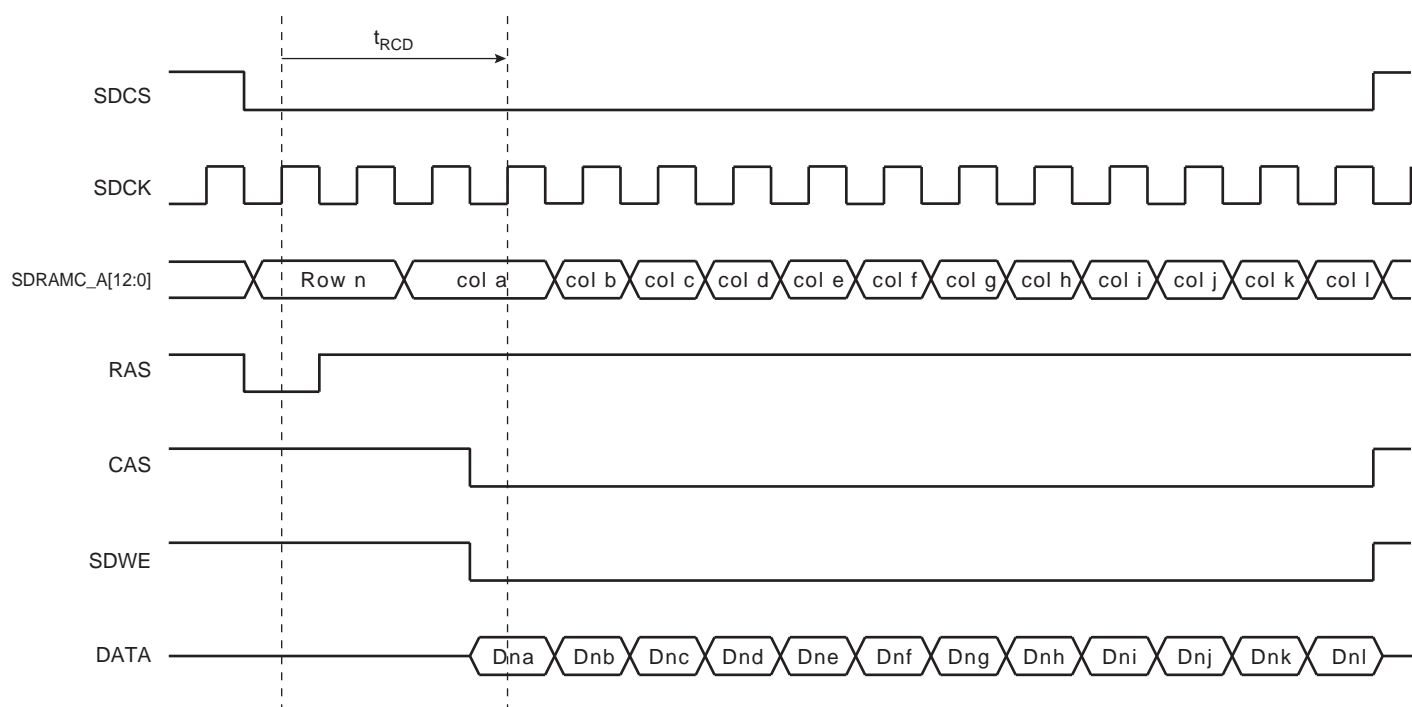 tRCD
SDCS
SDCK
SDRAMC_A[12:0]
Row n
col a
col b
col c
col d
col e
col f
col g
col h
col i
col j
col k
col l
RAS
CAS
SDWE
DATA
Dna
Dnb
Dnc
Dnd
Dne
Dnf
Dng
Dnh
Dni
Dnj
Dnk
Dnl